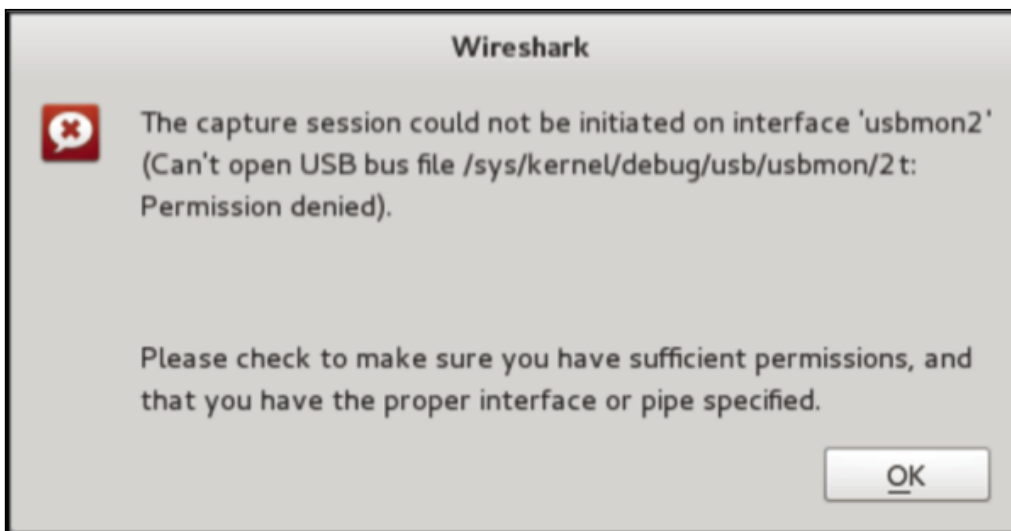 Wireshark
The capture session could not be initiated on interface 'usbmon2'
(Can't open USB bus file /sys/kernel/debug/usb/usbmon/2t:
Permission denied).
Please check to make sure you have sufficient permissions, and
that you have the proper interface or pipe specified.
OK